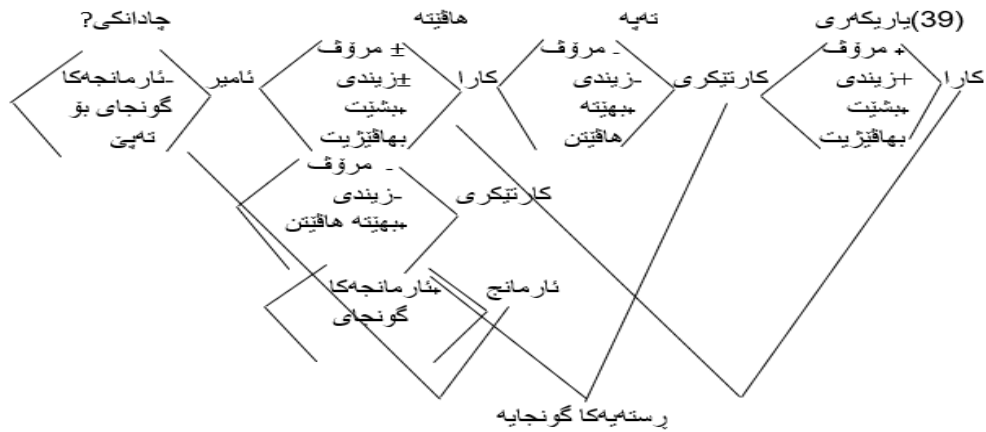 (39)یاریکەری تەپە هاڤێتە چادانکی?
کارا + مرۆڤ +زیندی +بشێت بهاڤێژیت
کارتێکری - مرۆڤ -زیندی +بهێتە هاڤێتن
کارا ± مرۆڤ ±زیندی +بشێت بهاڤێژیت
ئامیر -ئارمانجەکا گونجای بۆ تەپێ
کارتێکری - مرۆڤ -زیندی +بهێتە هاڤێتن
ئارمانج +ئارمانجەکا گونجای
ڕستەیەکا گونجایە